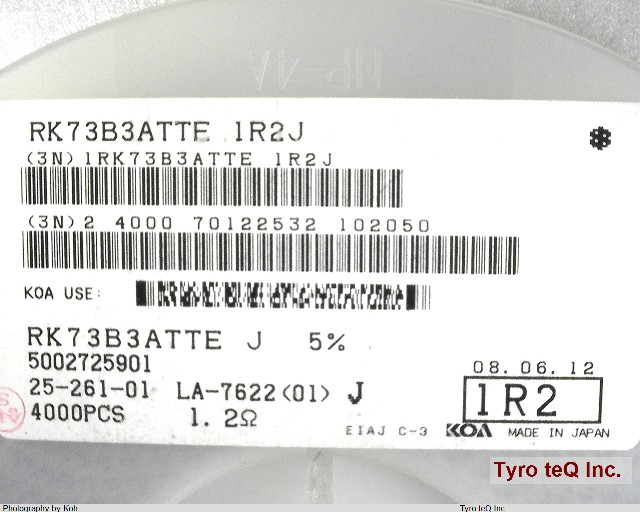 NP-4A
RK73B3ATTE 1R2J
(3N)1RK73B3ATTE 1R2J
(3N)2 4000 70122532 102050
KOA USE:
RK73B3ATTE J 5%
5002725901
25-261-01 LA-7622(01) J
4000PCS 1.2Ω
08.06.12
1R2
EIAJ C-3 KOA MADE IN JAPAN
Tyro teQ Inc.
Photography by Koh
Tyro teQ Inc